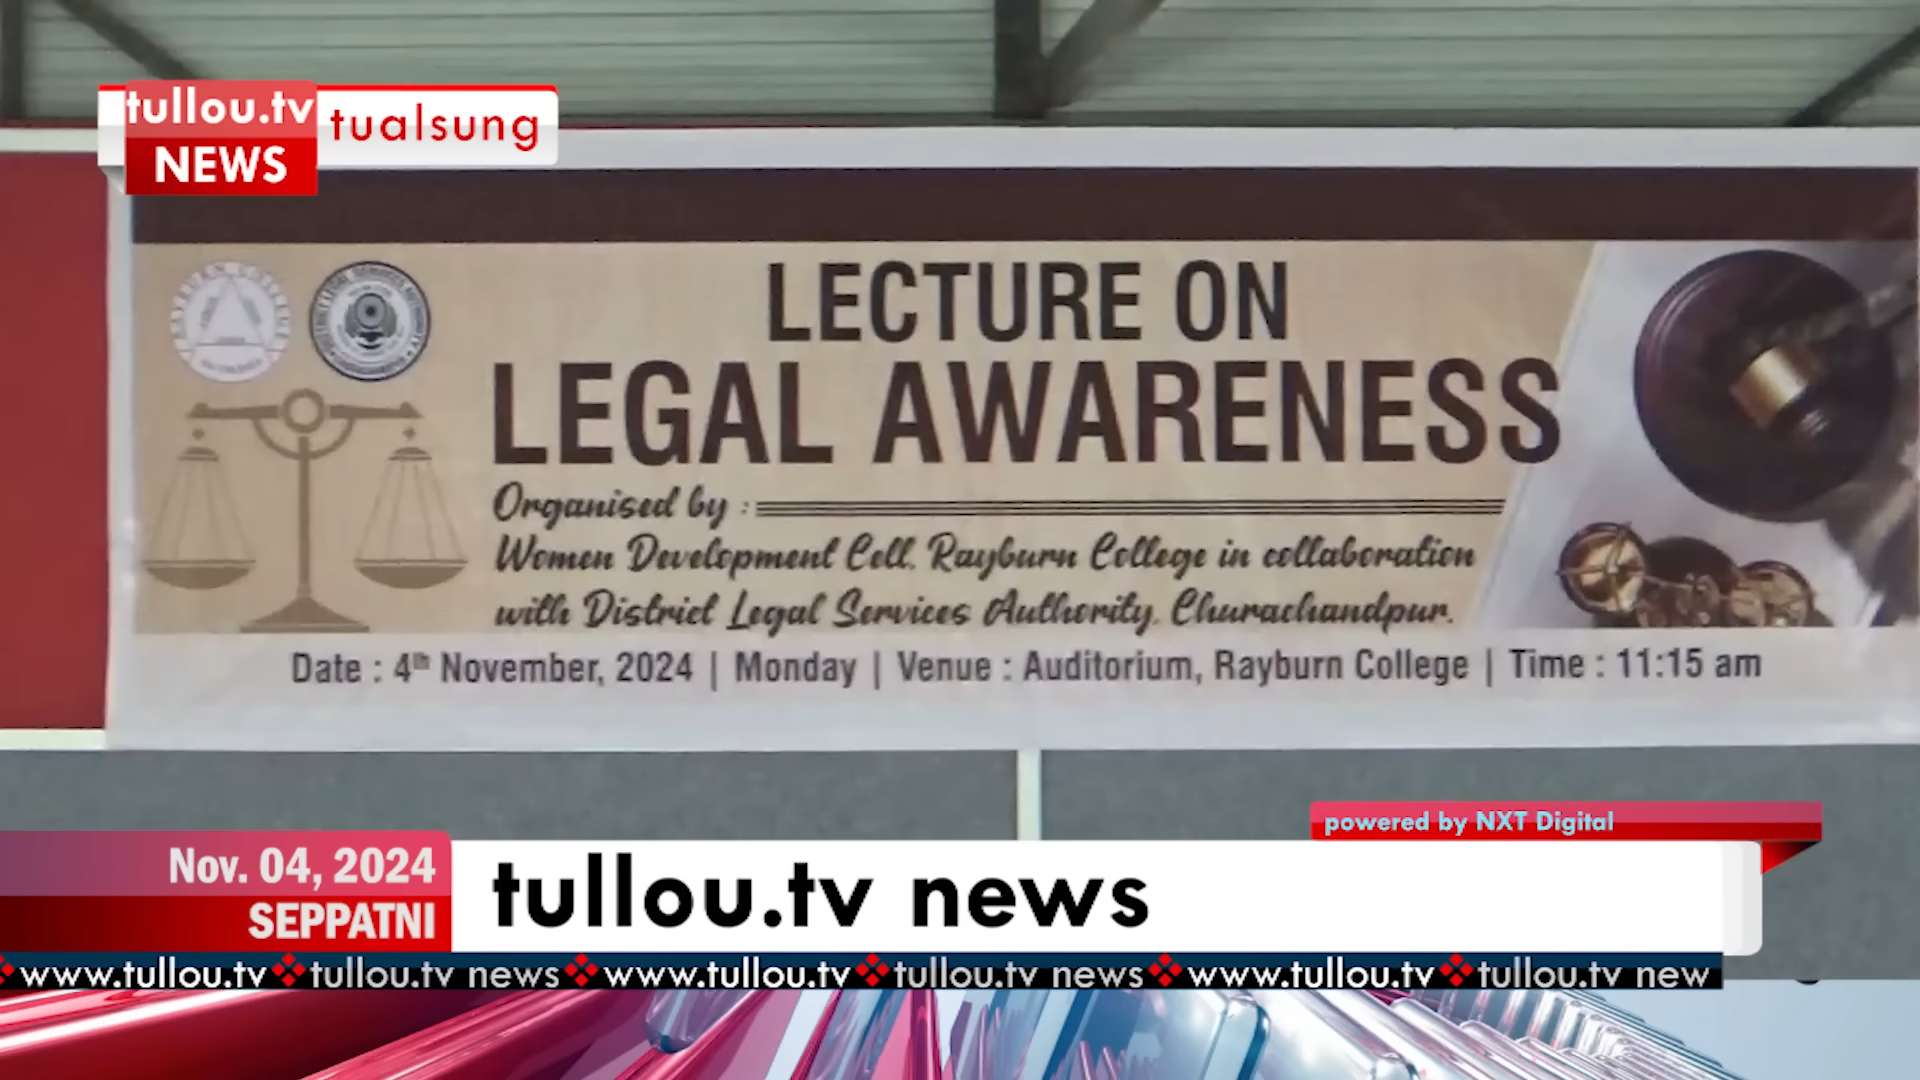 tullou.tv
NEWS
tualsung
LECTURE ON
LEGAL AWARENESS
Organised by :
Women Development Cell, Rayburn College in collaboration
with District Legal Services Authority, Churachandpur.
Date : 4th November, 2024 | Monday | Venue : Auditorium, Rayburn College | Time : 11:15 am
powered by NXT Digital
Nov. 04, 2024
SEPPATNI
tullou.tv news
www.tullou.tv❖tullou.tv news❖www.tullou.tv❖tullou.tv news❖www.tullou.tv❖tullou.tv new